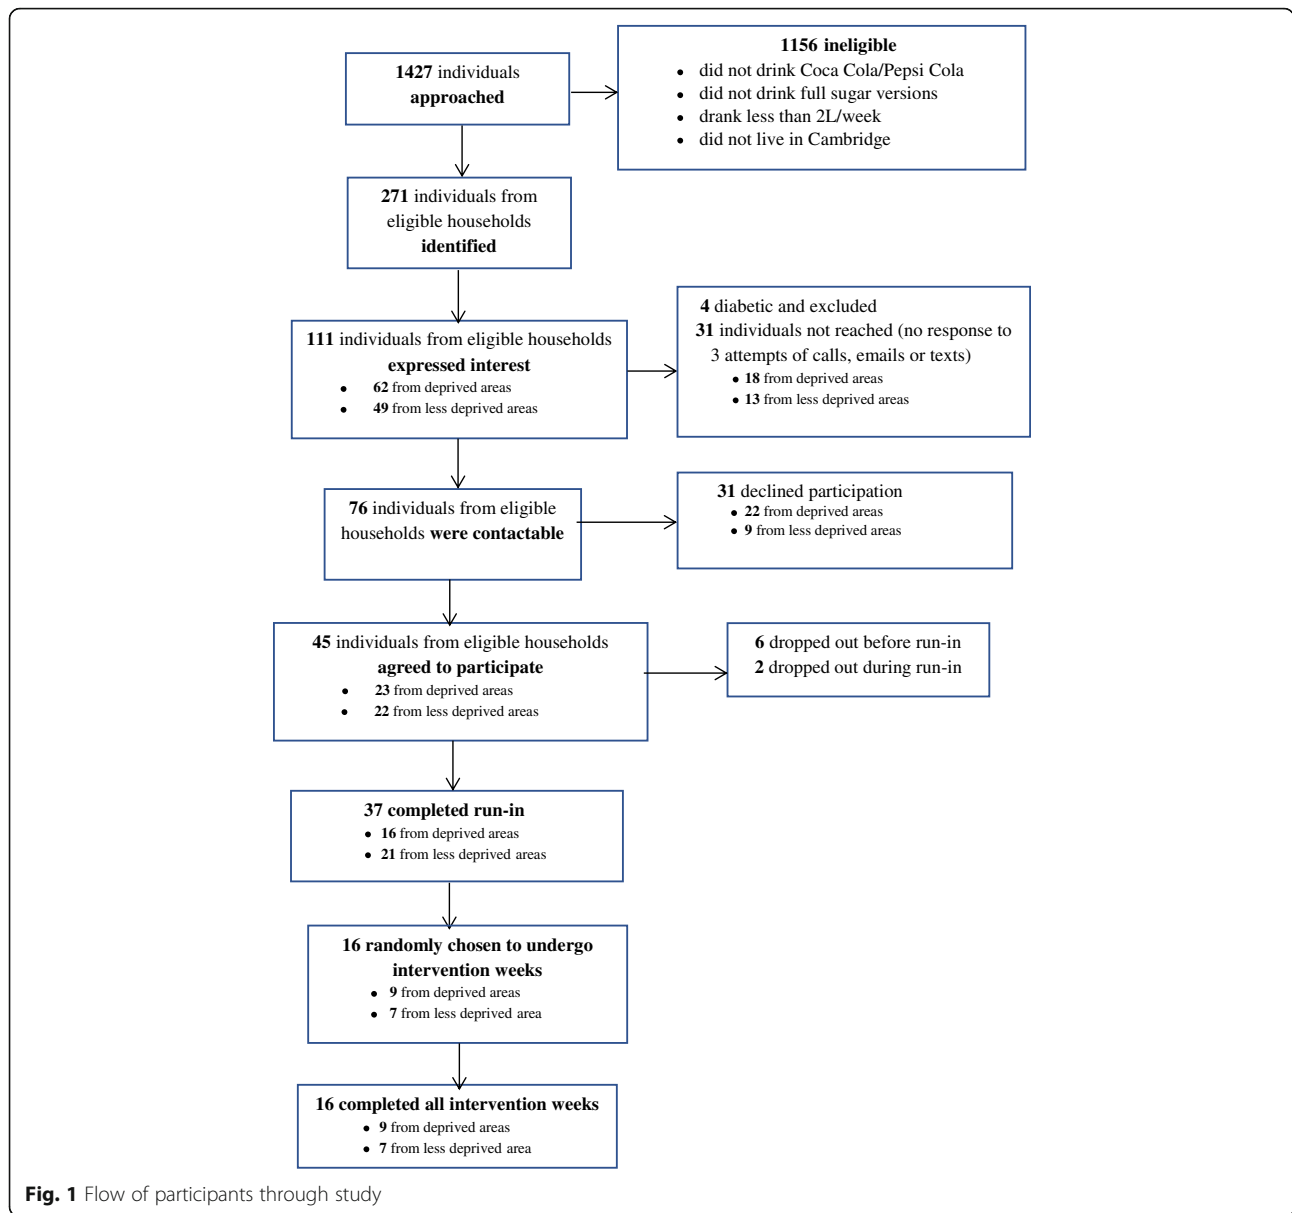 1427 individuals
approached
1156 ineligible
• did not drink Coca Cola/Pepsi Cola
• did not drink full sugar versions
• drank less than 2L/week
• did not live in Cambridge
271 individuals from
eligible households
identified
111 individuals from eligible households
expressed interest
• 62 from deprived areas
• 49 from less deprived areas
4 diabetic and excluded
31 individuals not reached (no response to
3 attempts of calls, emails or texts)
• 18 from deprived areas
• 13 from less deprived areas
76 individuals from eligible
households were contactable
31 declined participation
• 22 from deprived areas
• 9 from less deprived areas
45 individuals from eligible households
agreed to participate
• 23 from deprived areas
• 22 from less deprived areas
6 dropped out before run-in
2 dropped out during run-in
37 completed run-in
• 16 from deprived areas
• 21 from less deprived areas
16 randomly chosen to undergo
intervention weeks
• 9 from deprived areas
• 7 from less deprived area
16 completed all intervention weeks
• 9 from deprived areas
• 7 from less deprived area
Fig. 1 Flow of participants through study